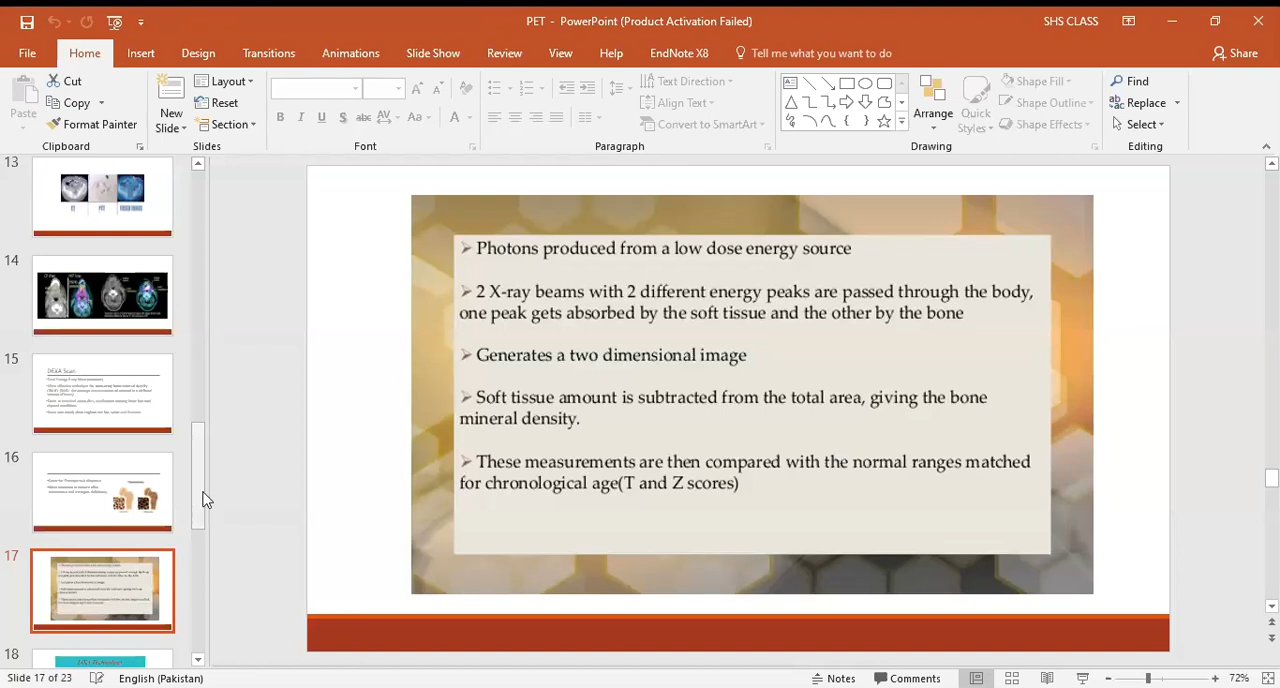 PET - PowerPoint (Product Activation Failed)
SHS CLASS
File Home Insert Design Transitions Animations Slide Show Review View Help EndNote X8 Tell me what you want to do Share
Paste
Cut
Copy
Format Painter
Clipboard
New
Slide
Layout
Reset
Section
Slides
B I U S abc AV Aa A
Font
Text Direction
Align Text
Convert to SmartArt
Paragraph
Arrange
Quick
Styles
Shape Fill
Shape Outline
Shape Effects
Drawing
Find
Replace
Select
Editing
13
14
15
DEXA Scan
16
17
18
➢ Photons produced from a low dose energy source
➢ 2 X-ray beams with 2 different energy peaks are passed through the body,
one peak gets absorbed by the soft tissue and the other by the bone
➢ Generates a two dimensional image
➢ Soft tissue amount is subtracted from the total area, giving the bone
mineral density.
➢ These measurements are then compared with the normal ranges matched
for chronological age(T and Z scores)
Slide 17 of 23 English (Pakistan) Notes Comments 72%